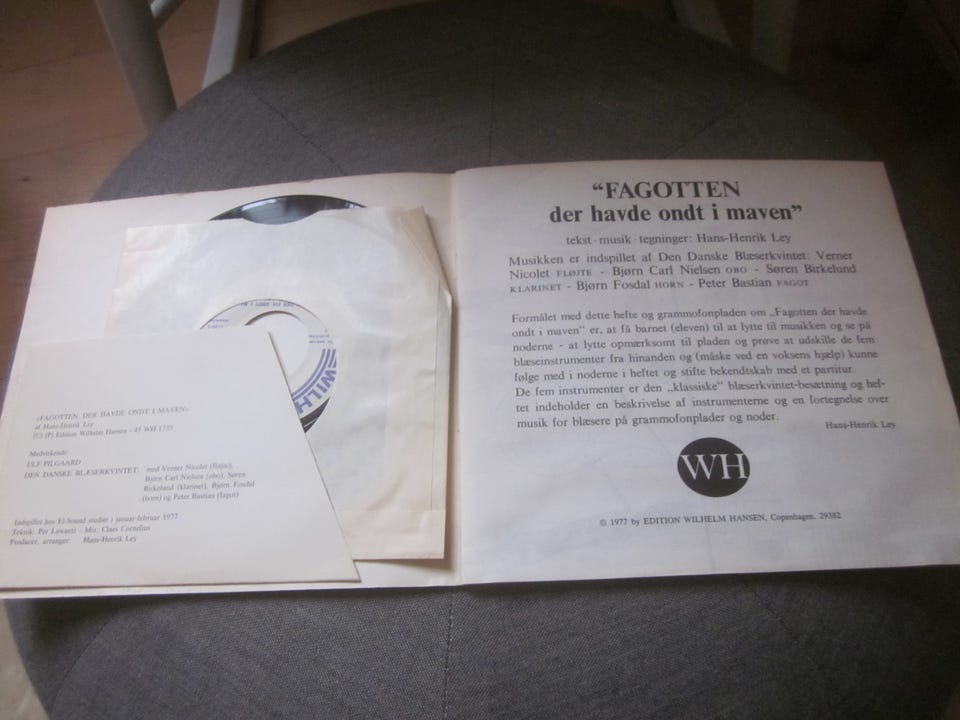 «FAGOTTEN, DER HAVDE ONDT I MAVEN»
af Hans-Henrik Ley
(C) (P) Edition Wilhelm Hansen - 45 WH 1735
Medvirkende:
ULF PILGAARD
DEN DANSKE BLÆSERKVINTET: med Verner Nicolet (fløjte),
Bjørn Carl Nielsen (obo), Søren
Birkelund (klarinet), Bjørn Fosdal
(horn) og Peter Bastian (fagot)
Indspillet hos El-Sound studiet i januar-februar 1977
Teknik: Per - Mix: Claes Cornelius
Producer, arrangør: Hans-Henrik Ley
WILH
“FAGOTTEN
der havde ondt i maven”
tekst · musik · tegninger: Hans-Henrik Ley
Musikken er indspillet af Den Danske Blæserkvintet: Verner
Nicolet FLØJTE - Bjørn Carl Nielsen OBO - Søren Birkelund
KLARINET - Bjørn Fosdal HORN - Peter Bastian FAGOT
Formålet med dette hefte og grammofonpladen om „Fagotten der havde
ondt i maven” er, at få barnet (eleven) til at lytte til musikken og se på
noderne - at lytte opmærksomt til pladen og prøve at udskille de fem
blæseinstrumenter fra hinanden og (måske ved en voksens hjælp) kunne
følge med i noderne i heftet og stifte bekendtskab med et partitur.
De fem instrumenter er den „klassiske” blæserkvintet-besætning og hef-
tet indeholder en beskrivelse af instrumenterne og en fortegnelse over
musik for blæsere på grammofonplader og noder.
Hans-Henrik Ley
WH
© 1977 by EDITION WILHELM HANSEN, Copenhagen. 29382